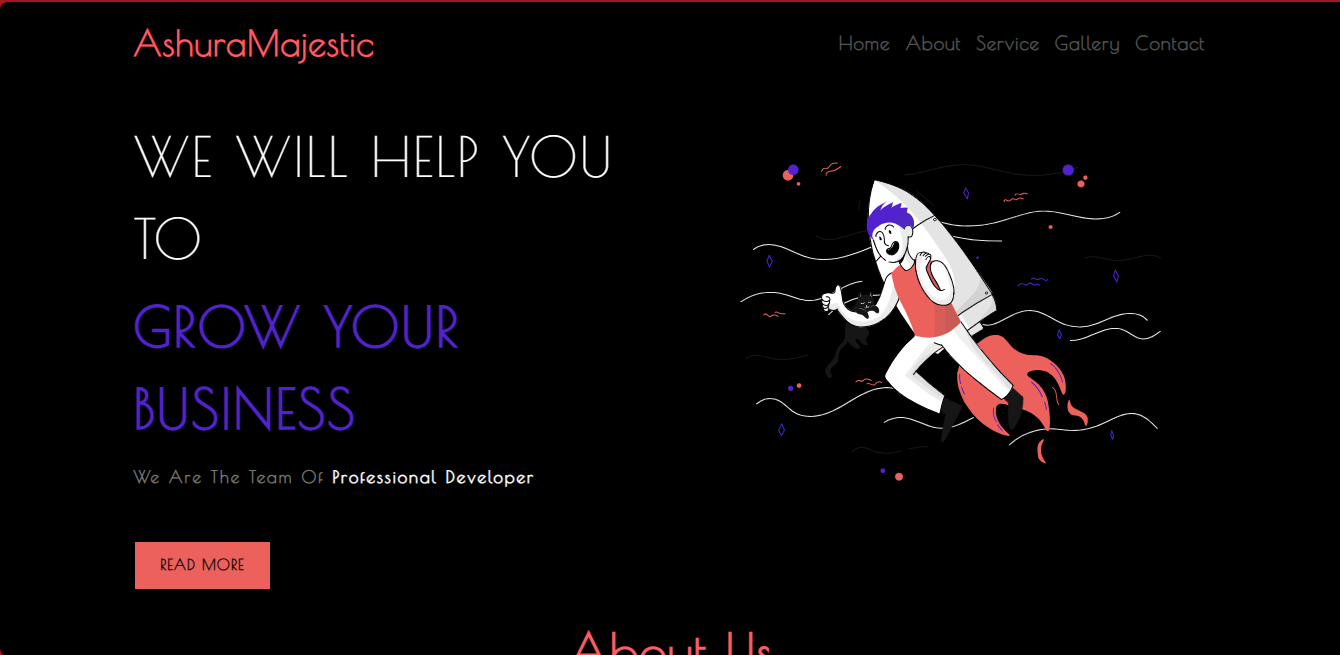 AshuraMajestic
Home About Service Gallery Contact
WE WILL HELP YOU
TO
GROW YOUR
BUSINESS
We Are The Team Of Professional Developer
READ MORE
About Us